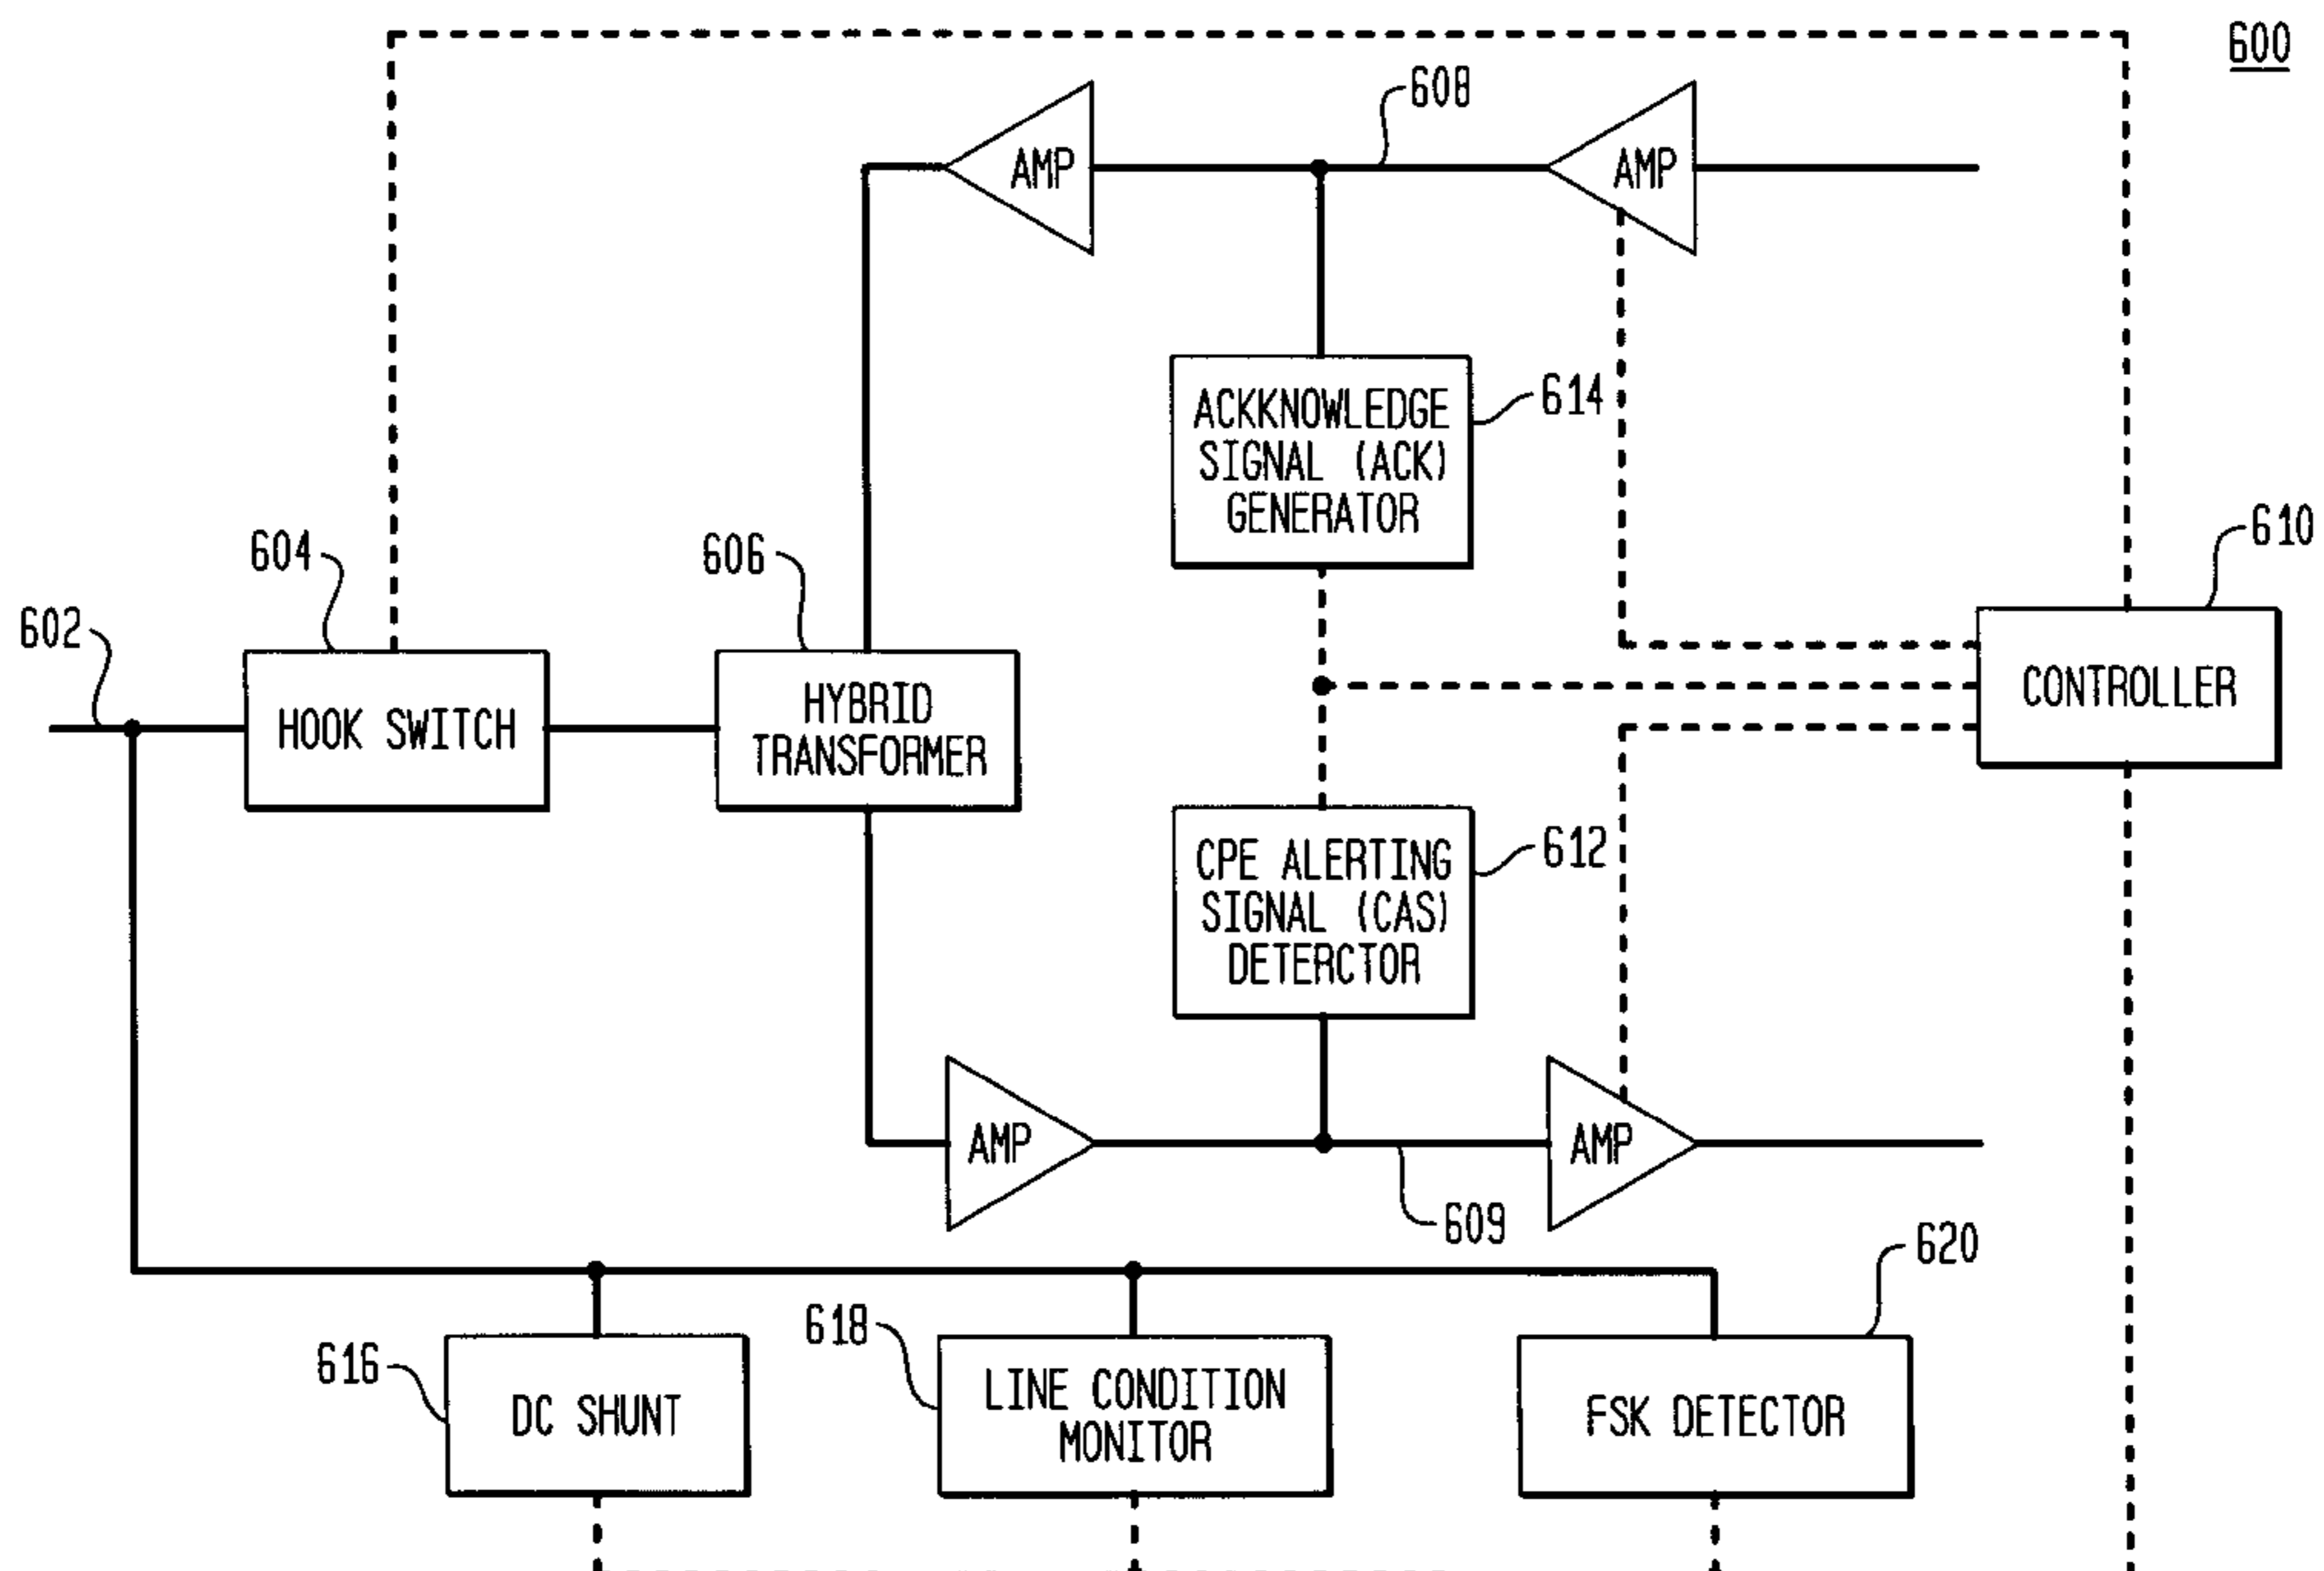 600
608
AMP
AMP
ACKKNOWLEDGE
SIGNAL (ACK)
GENERATOR
614
610
604
606
602
HOOK SWITCH
HYBRID
TRANSFORMER
CONTROLLER
CPE ALERTING
SIGNAL (CAS)
DETERCTOR
612
AMP
AMP
609
620
618
616
DC SHUNT
LINE CONDITION
MONITOR
FSK DETECTOR